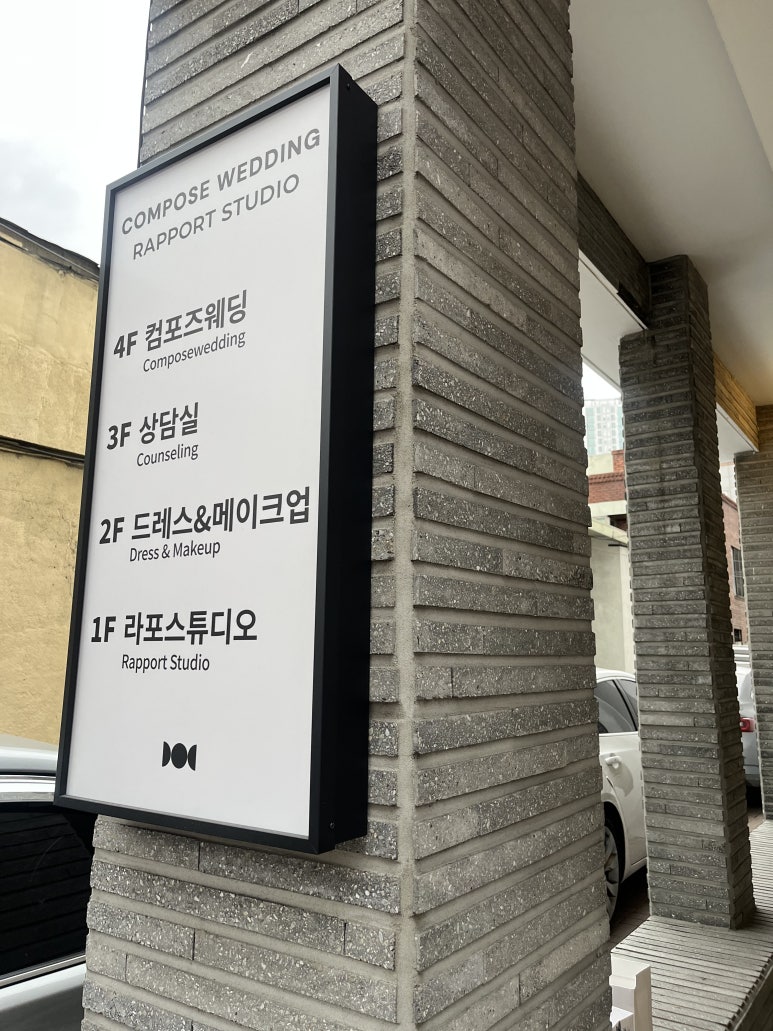 COMPOSE WEDDING
RAPPORT STUDIO
4F 컴포즈웨딩
Composewedding
3F 상담실
Counseling
2F 드레스&메이크업
Dress & Makeup
1F 라포스튜디오
Rapport Studio